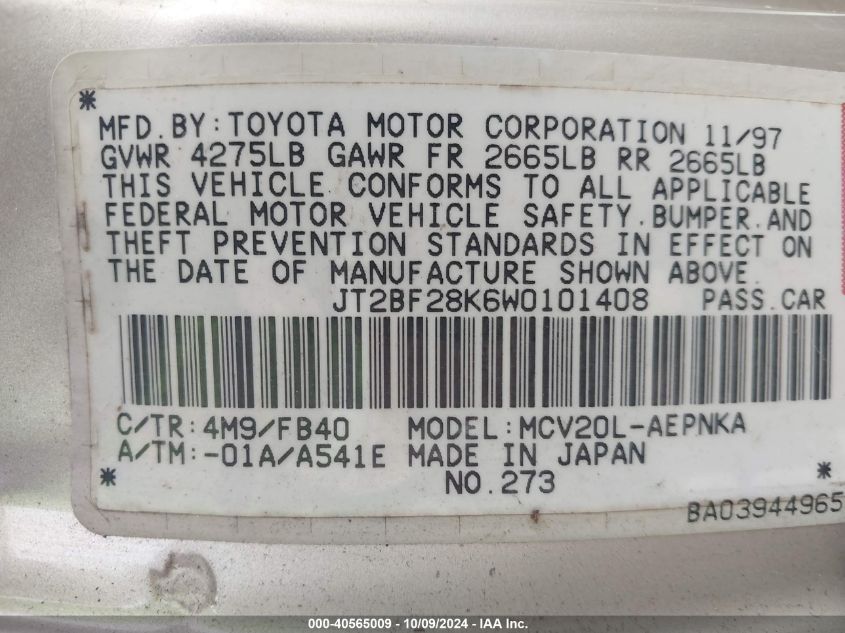 MFD.BY:TOYOTA MOTOR CORPORATION 11/97
GVWR 4275LB GAWR FR 2665LB RR 2665LB
THIS VEHICLE CONFORMS TO ALL APPLICABLE
FEDERAL MOTOR VEHICLE SAFETY.BUMPER.AND
THEFT PREVENTION STANDARDS IN EFFECT ON
THE DATE OF MANUFACTURE SHOWN ABOVE.
JT2BF28K6W0101408 PASS.CAR
C/TR:4M9/FB40 MODEL:MCV20L-AEPNKA
A/TM:-01A/A541E MADE IN JAPAN
NO.273
BA03944965
000-40565009 - 10/09/2024 - IAA Inc.